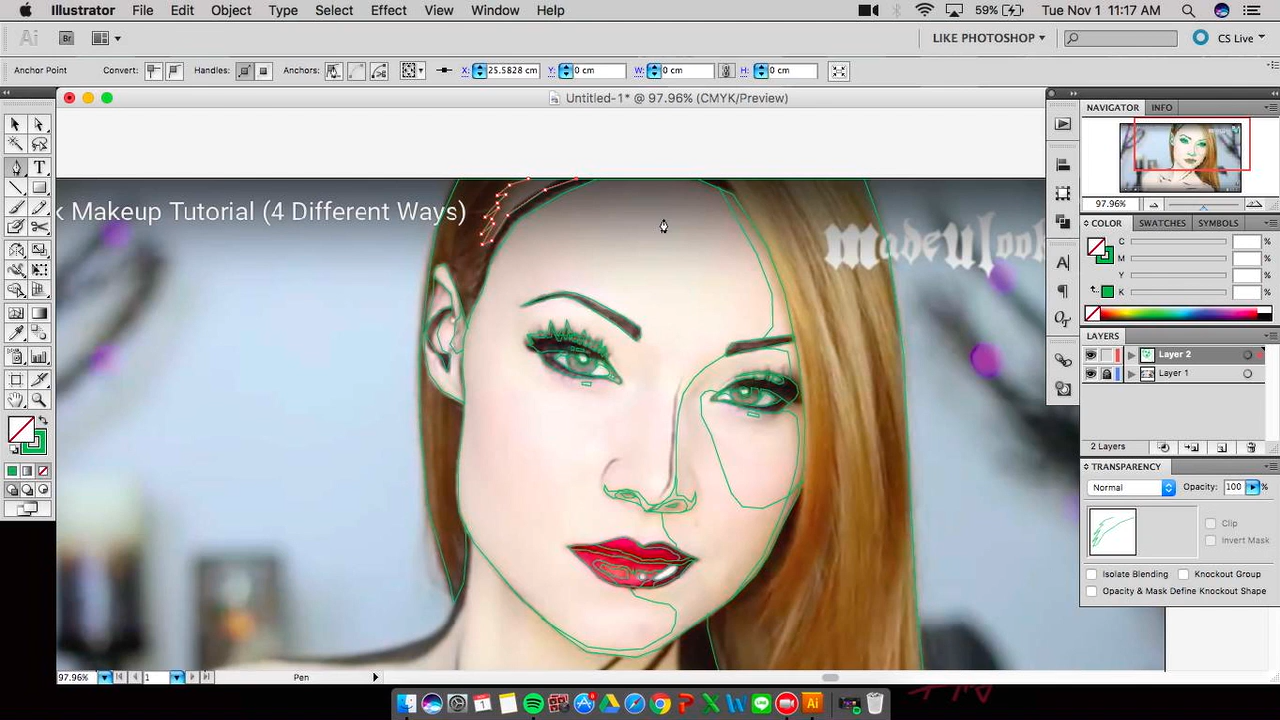 Illustrator File Edit Object Type Select Effect View Window Help 59% Tue Nov 1 11:17 AM
Ai Br LIKE PHOTOSHOP CS Live
Anchor Point Convert: Handles: Anchors: X: 25.5828 cm Y: 0 cm W: 0 cm H: 0 cm
Untitled-1* @ 97.96% (CMYK/Preview)
k Makeup Tutorial (4 Different Ways)
madeULook
NAVIGATOR INFO
97.96%
COLOR SWATCHES SYMBOLS
C %
M %
Y %
K %
LAYERS
Layer 2
Layer 1
2 Layers
TRANSPARENCY
Normal Opacity: 100 %
Clip
Invert Mask
Isolate Blending Knockout Group
Opacity & Mask Define Knockout Shape
97.96% 1 Pen